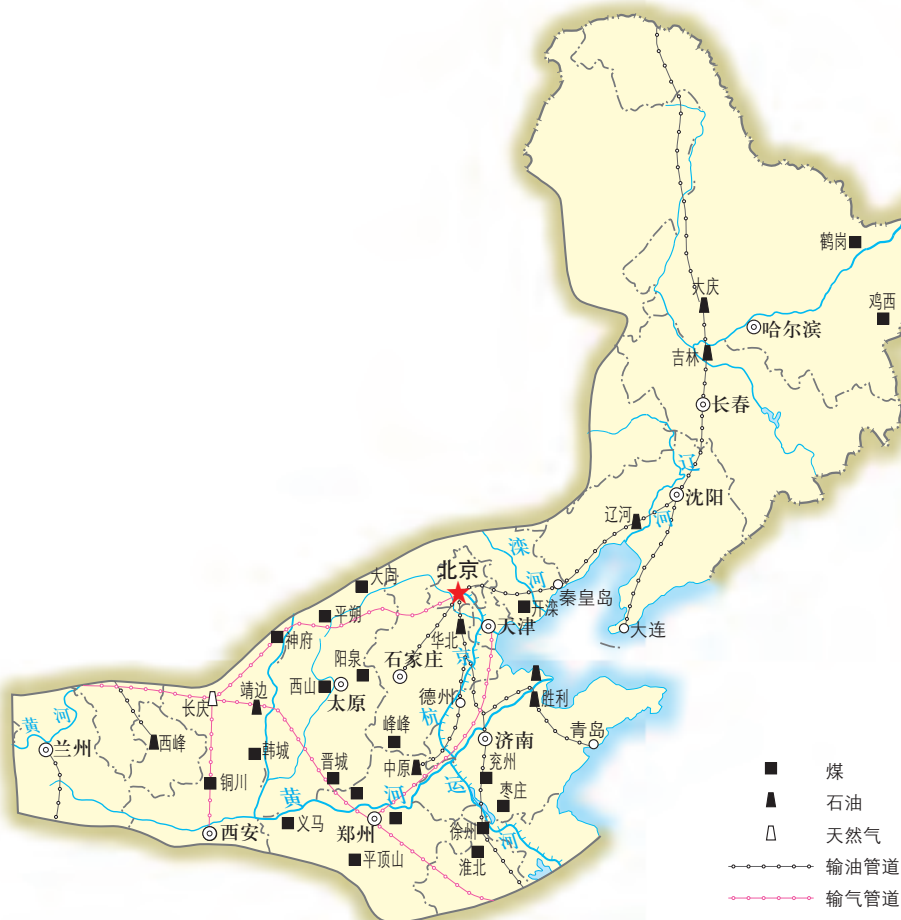 鹤岗
大庆
鸡西
哈尔滨
吉林
长春
辽
沈阳
辽河
河
滦
北京
河
大同
秦皇岛
开滦
平朔
天津
大连
神府
华北
阳泉
石家庄
京
西山
太原
靖边
长庆
德州
胜利
黄
河
杭
西峰
峰峰
青岛
兰州
韩城
济南
晋城
中原
兖州
铜川
黄
河
运
枣庄
义马
郑州
徐州
西安
河
平顶山
淮北
煤
石油
天然气
输油管道
输气管道